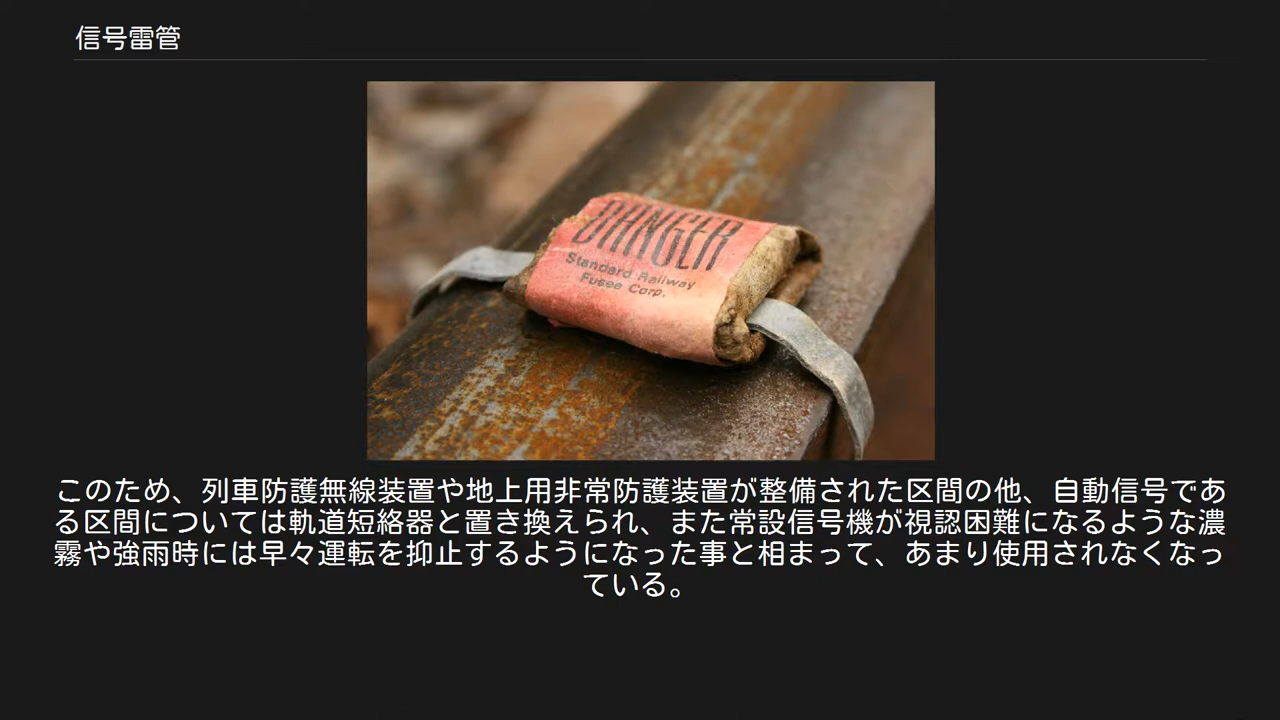 信号雷管
DANGER
Standard Railway
Fusee Corp.
このため、列車防護無線装置や地上用非常防護装置が整備された区間の他、自動信号であ
る区間については軌道短絡器と置き換えられ、また常設信号機が視認困難になるような濃
霧や強雨時には早々運転を抑止するようになった事と相まって、あまり使用されなくなっ
ている。